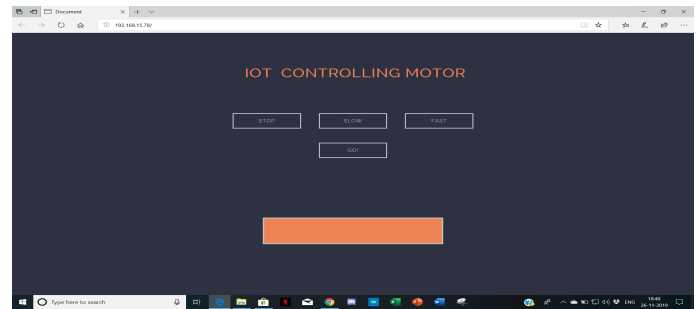 Document
192.168.15.78/
IOT CONTROLLING MOTOR
STOP SLOW FAST
GO!
Type here to search
ENG
18:48
26-11-2019